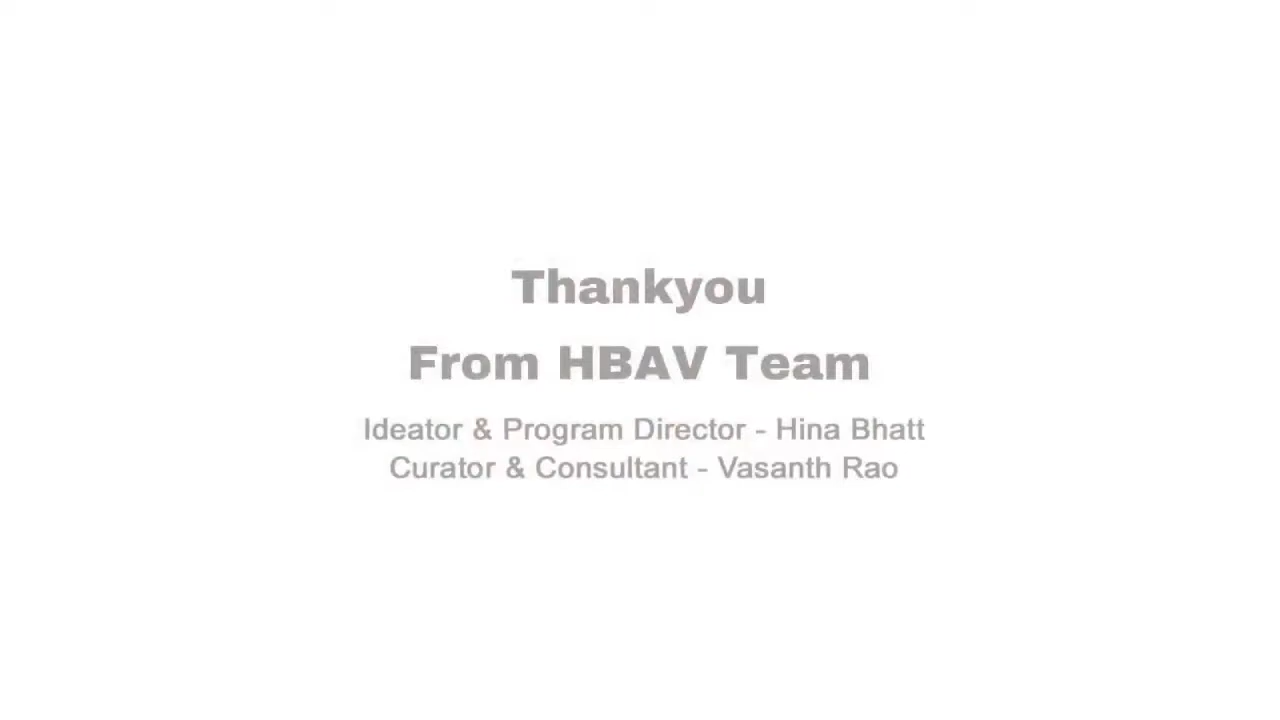 Thankyou
From HBAV Team
Ideator & Program Director - Hina Bhatt
Curator & Consultant - Vasanth Rao